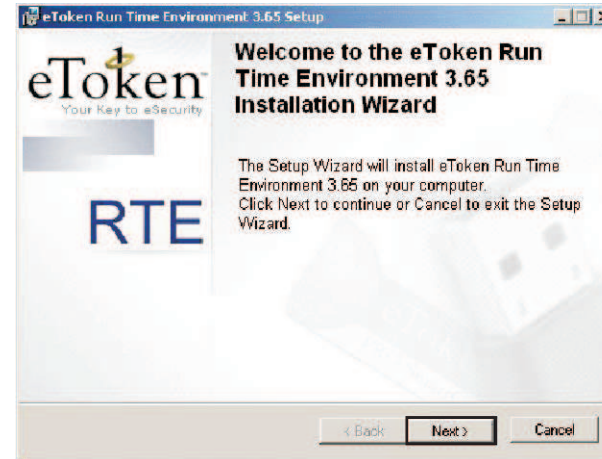 eToken Run Time Environment 3.65 Setup
eToken
Your Key to eSecurity
RTE
Welcome to the eToken Run
Time Environment 3.65
Installation Wizard
The Setup Wizard will install eToken Run Time
Environment 3.65 on your computer.
Click Next to continue or Cancel to exit the Setup
Wizard.
< Back
Next >
Cancel